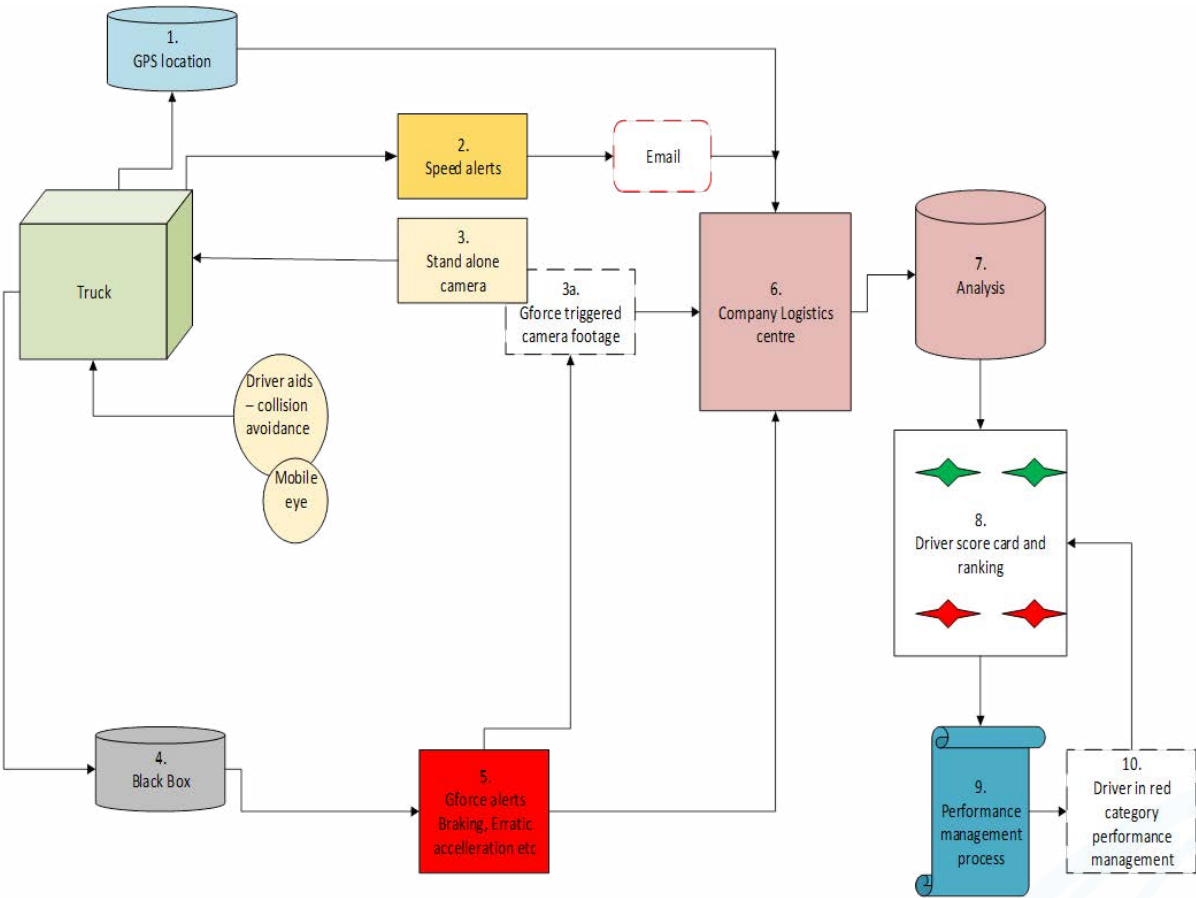 1.
GPS location
2.
Speed alerts
Email
3.
Stand alone
camera
3a.
Gforce triggered
camera footage
Truck
6.
Company Logistics
centre
7.
Analysis
Driver aids
– collision
avoidance
Mobile
eye
8.
Driver score card and
ranking
4.
Black Box
5.
Gforce alerts
Braking, Erratic
accelleration etc
9.
Performance
management
process
10.
Driver in red
category
performance
management